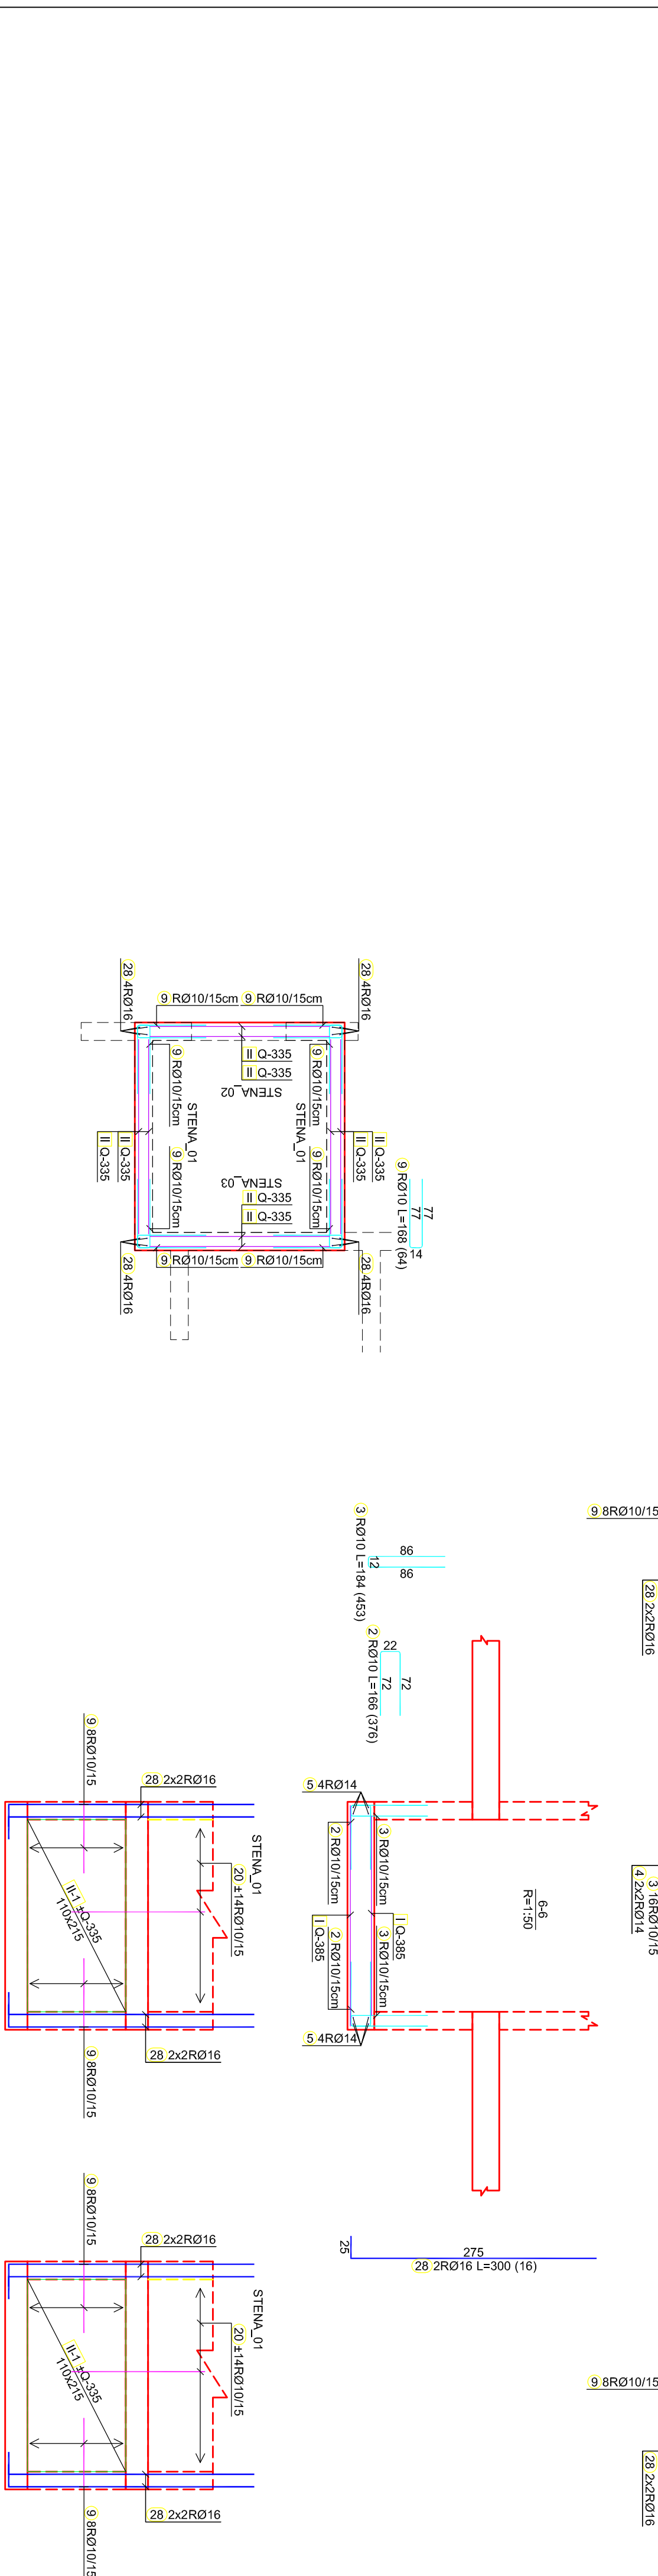 28 4RØ16
28 4RØ16
9 RØ10/15cm
9 RØ10/15cm
9 RØ10/15cm
II Q-335
II Q-335
9 RØ10/15cm
STENA_02
STENA_01
STENA_01
II Q-335
II Q-335
II Q-335
II Q-335
9 RØ10/15cm
STENA_03
9 RØ10/15cm
II Q-335
II Q-335
9 RØ10 L=168 (64)
77
77
14
9 RØ10/15cm
9 RØ10/15cm
28 4RØ16
28 4RØ16
3 RØ10 L=184 (453)
86
12
86
9 8RØ10/15
28 2x2RØ16
2 RØ10 L=166 (376)
22
72
72
9 8RØ10/15
28 2x2RØ16
5 4RØ14
STENA_01
2 RØ10/15cm
3 RØ10/15cm
20 ±14RØ10/15
II-1 ±Q-335
110x215
I Q-385
I Q-385
6-6
R=1:50
3 16RØ10/15
4 2x2RØ14
2 RØ10/15cm
3 RØ10/15cm
5 4RØ14
28 2x2RØ16
9 8RØ10/15
9 8RØ10/15
28 2x2RØ16
25
275
28 2RØ16 L=300 (16)
STENA_01
20 ±14RØ10/15
II-1 ±Q-335
110x215
9 8RØ10/15
28 2x2RØ16
28 2x2RØ16
9 8RØ10/15